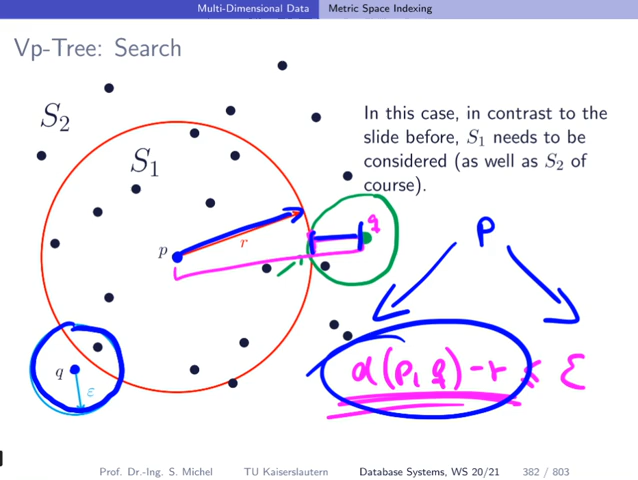 Multi-Dimensional Data Metric Space Indexing
Vp-Tree: Search
S2
S1
In this case, in contrast to the
slide before, S1 needs to be
considered (as well as S2 of
course).
q
p
r
p
d(p, q) - r < ε
q
ε
Prof. Dr.-Ing. S. Michel TU Kaiserslautern Database Systems, WS 20/21 382 / 803